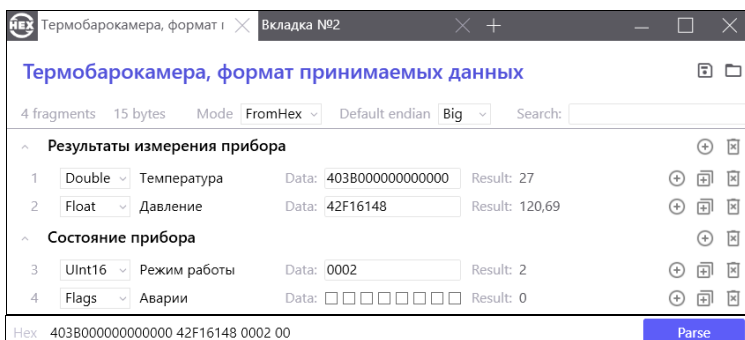 HEX Термобарокамера, формат Вкладка №2
Термобарокамера, формат принимаемых данных
4 fragments 15 bytes Mode FromHex Default endian Big Search:
Результаты измерения прибора
1 Double Температура Data: 403B000000000000 Result: 27
2 Float Давление Data: 42F16148 Result: 120,69
Состояние прибора
3 UInt16 Режим работы Data: 0002 Result: 2
4 Flags Аварии Data: Result: 0
Hex 403B000000000000 42F16148 0002 00 Parse